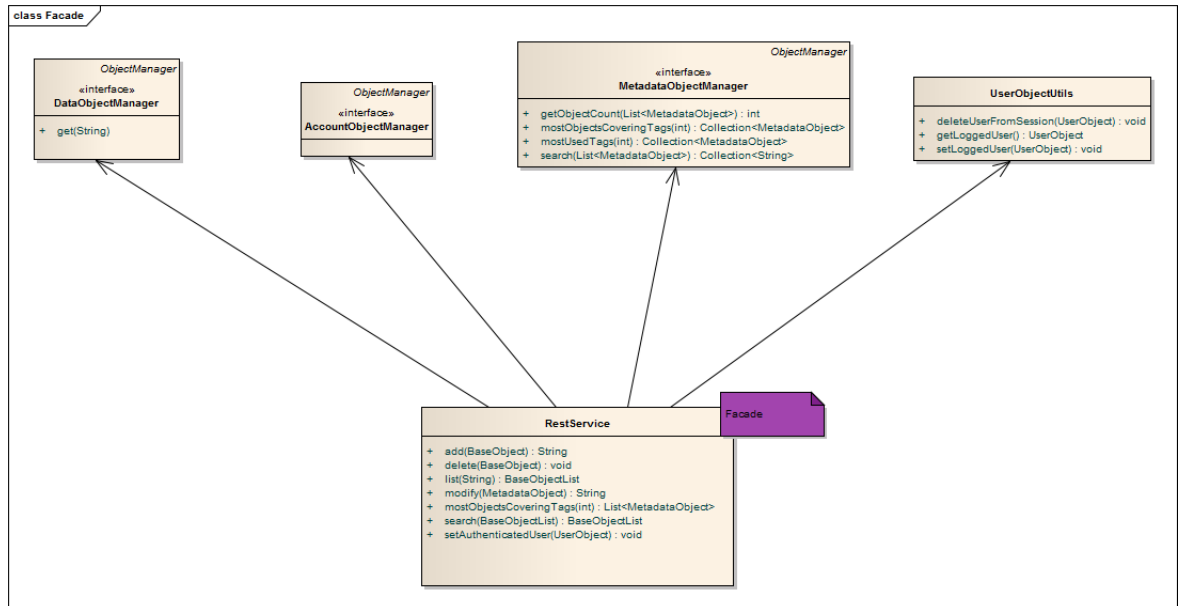 class Facade
ObjectManager
«interface»
DataObjectManager
+ get(String)
ObjectManager
«interface»
AccountObjectManager
ObjectManager
«interface»
MetadataObjectManager
+ getObjectCount(List<MetadataObject>) : int
+ mostObjectsCoveringTags(int) : Collection<MetadataObject>
+ mostUsedTags(int) : Collection<MetadataObject>
+ search(List<MetadataObject>) : Collection<String>
UserObjectUtils
+ deleteUserFromSession(UserObject) : void
+ getLoggedUser() : UserObject
+ setLoggedUser(UserObject) : void
RestService
+ add(BaseObject) : String
+ delete(BaseObject) : void
+ list(String) : BaseObjectList
+ modify(MetadataObject) : String
+ mostObjectsCoveringTags(int) : List<MetadataObject>
+ search(BaseObjectList) : BaseObjectList
+ setAuthenticatedUser(UserObject) : void
Facade